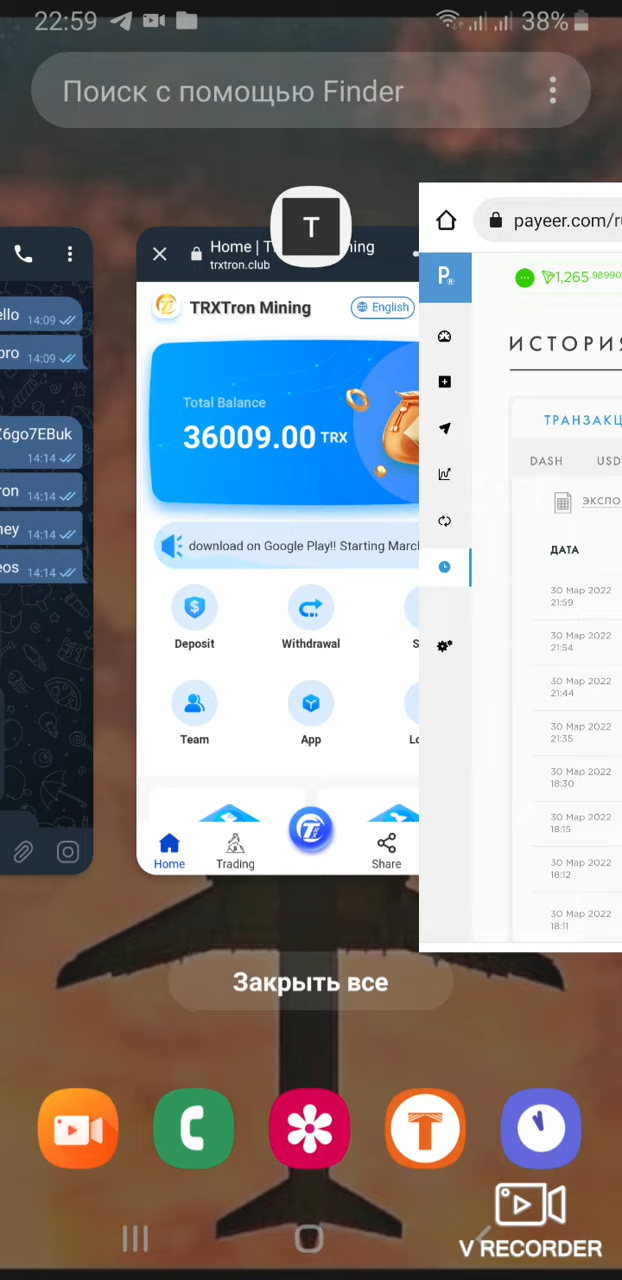 22:59
38%
Поиск с помощью Finder
T
Home | T
ning
trxtron.club
payeer.com/ru
TRXTron Mining
English
P®
1,265.98990
ello 14:09
pro 14:09
Z6go7EBuk
14:14
ron 14:14
ney 14:14
eos 14:14
Total Balance
36009.00 TRX
download on Google Play!! Starting March
Deposit
Withdrawal
S
Team
App
Lo
Home
Trading
Share
ИСТОРИЯ
ТРАНЗАКЦ
DASH
USD
ЭКСПО
ДАТА
30 Мар 2022
21:59
30 Мар 2022
21:54
30 Мар 2022
21:44
30 Мар 2022
21:35
30 Мар 2022
18:30
30 Мар 2022
18:15
30 Мар 2022
18:12
30 Мар 2022
18:11
Закрыть все
V RECORDER